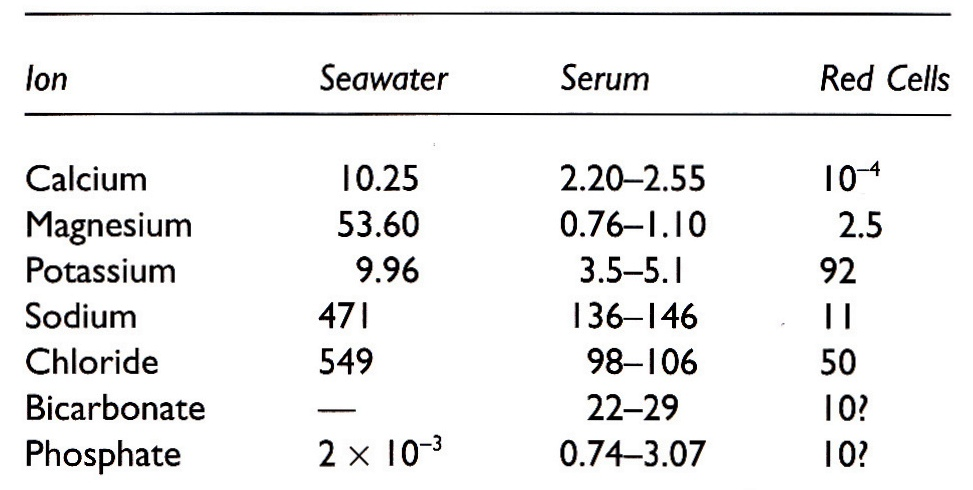 Ion Seawater Serum Red Cells
Calcium 10.25 2.20–2.55 10⁻⁴
Magnesium 53.60 0.76–1.10 2.5
Potassium 9.96 3.5–5.1 92
Sodium 471 136–146 11
Chloride 549 98–106 50
Bicarbonate — 22–29 10?
Phosphate 2 × 10⁻³ 0.74–3.07 10?